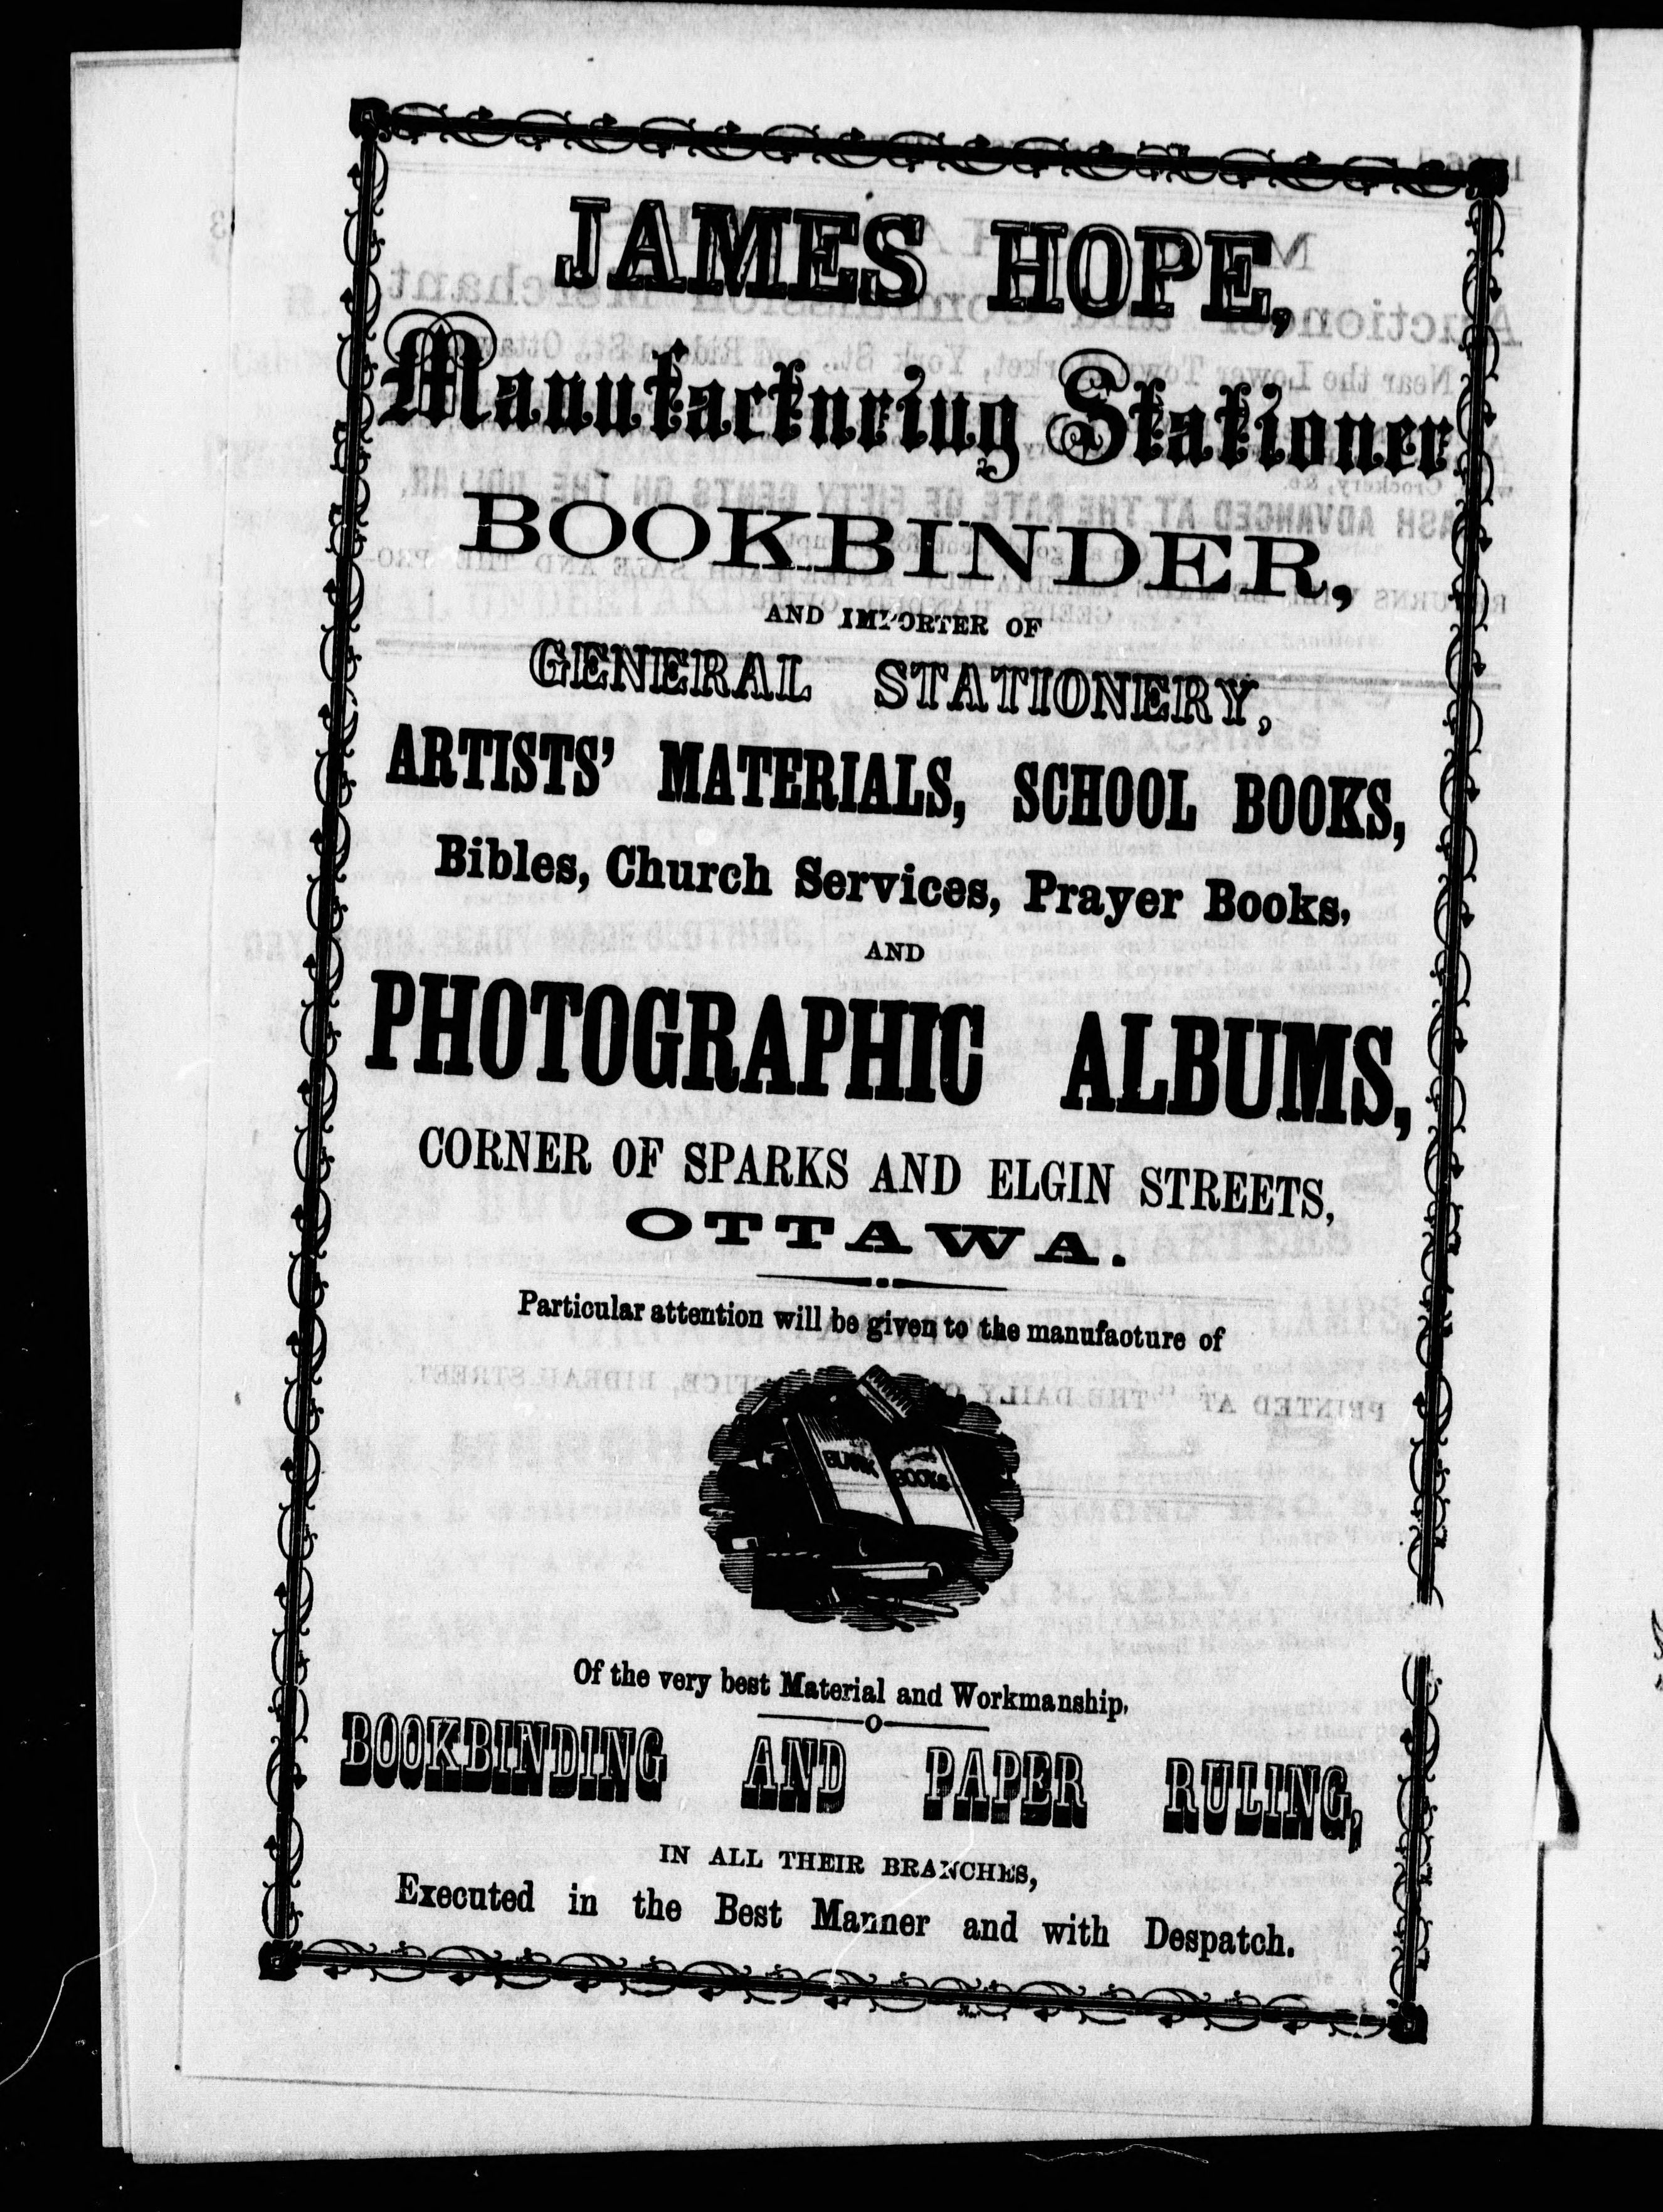 JAMES HOPE,
Manufacturing Stationer
BOOKBINDER,
AND IMPORTER OF
GENERAL STATIONERY,
ARTISTS' MATERIALS, SCHOOL BOOKS,
Bibles, Church Services, Prayer Books,
AND
PHOTOGRAPHIC ALBUMS,
CORNER OF SPARKS AND ELGIN STREETS,
OTTAWA.
Particular attention will be given to the manufacture of
BLANK BOOKS
Of the very best Material and Workmanship.
BOOKBINDING AND PAPER RULING,
IN ALL THEIR BRANCHES,
Executed in the Best Manner and with Despatch.